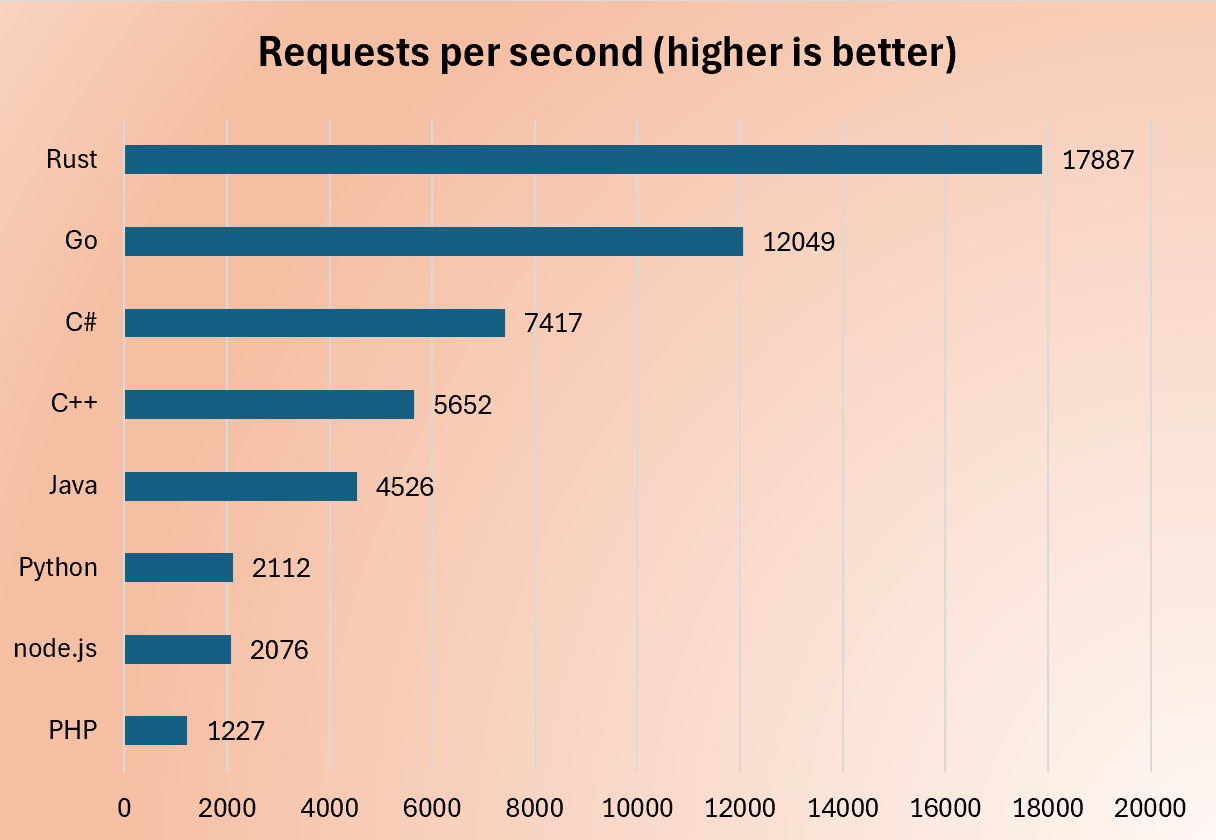 Requests per second (higher is better)
Rust 17887
Go 12049
C# 7417
C++ 5652
Java 4526
Python 2112
node.js 2076
PHP 1227
0 2000 4000 6000 8000 10000 12000 14000 16000 18000 20000